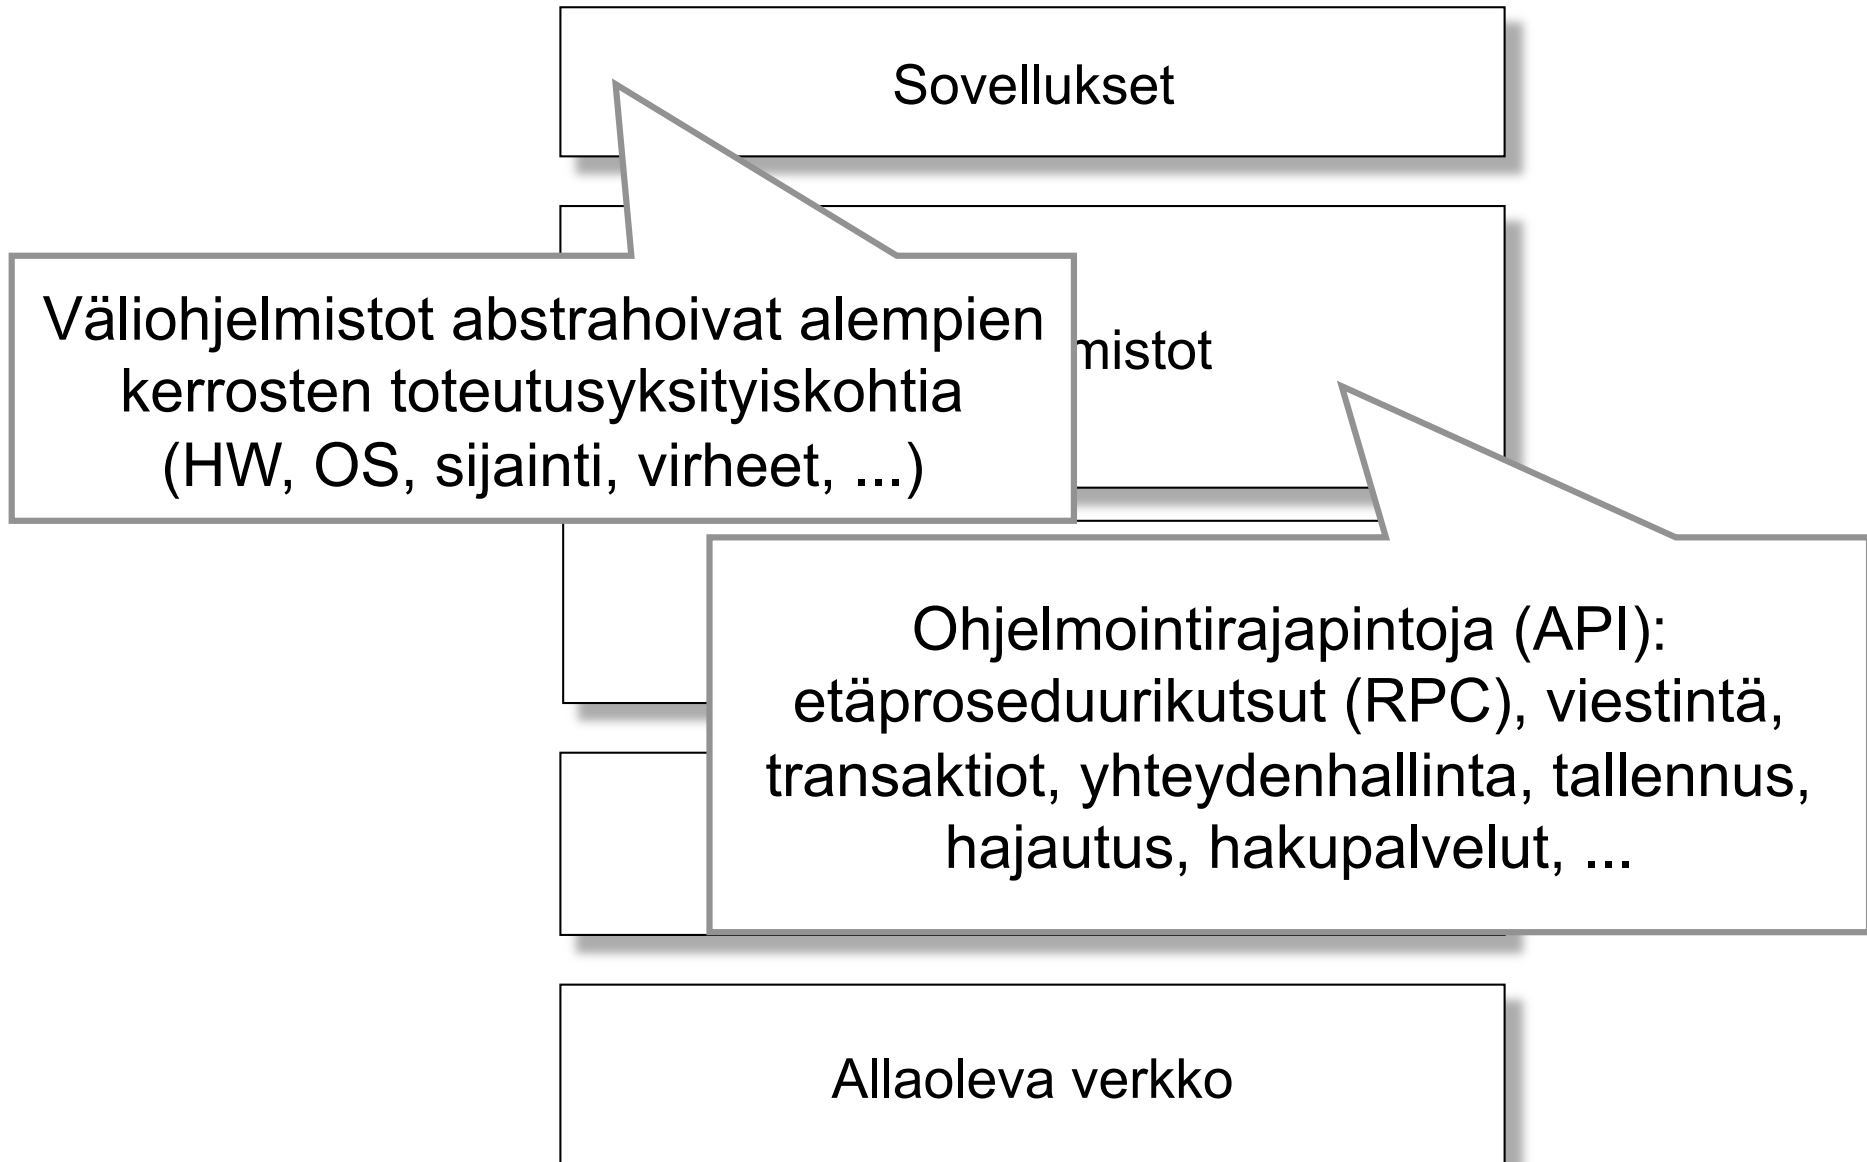 Sovellukset
Väliohjelmistot abstrahoivat alempien
kerrosten toteutusyksityiskohtia
(HW, OS, sijainti, virheet, ...)
mistot
Ohjelmointirajapintoja (API):
etäproseduurikutsut (RPC), viestintä,
transaktiot, yhteydenhallinta, tallennus,
hajautus, hakupalvelut, ...
Allaoleva verkko